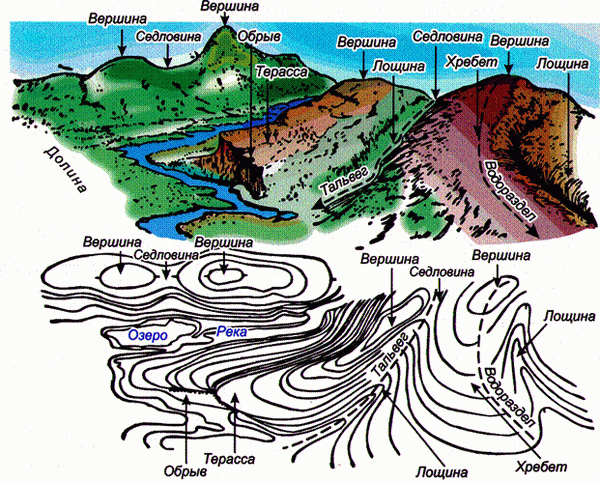 Вершина
Вершина
Седловина
Обрыв
Вершина
Седловина
Вершина
Терасса
Лощина
Хребет
Лощина
Долина
Тальвег
Водораздел
Вершина
Седловина
Вершина
Вершина
Седловина
Вершина
Озеро
Река
Лощина
Тальвег
Водораздел
Обрыв
Терасса
Лощина
Хребет